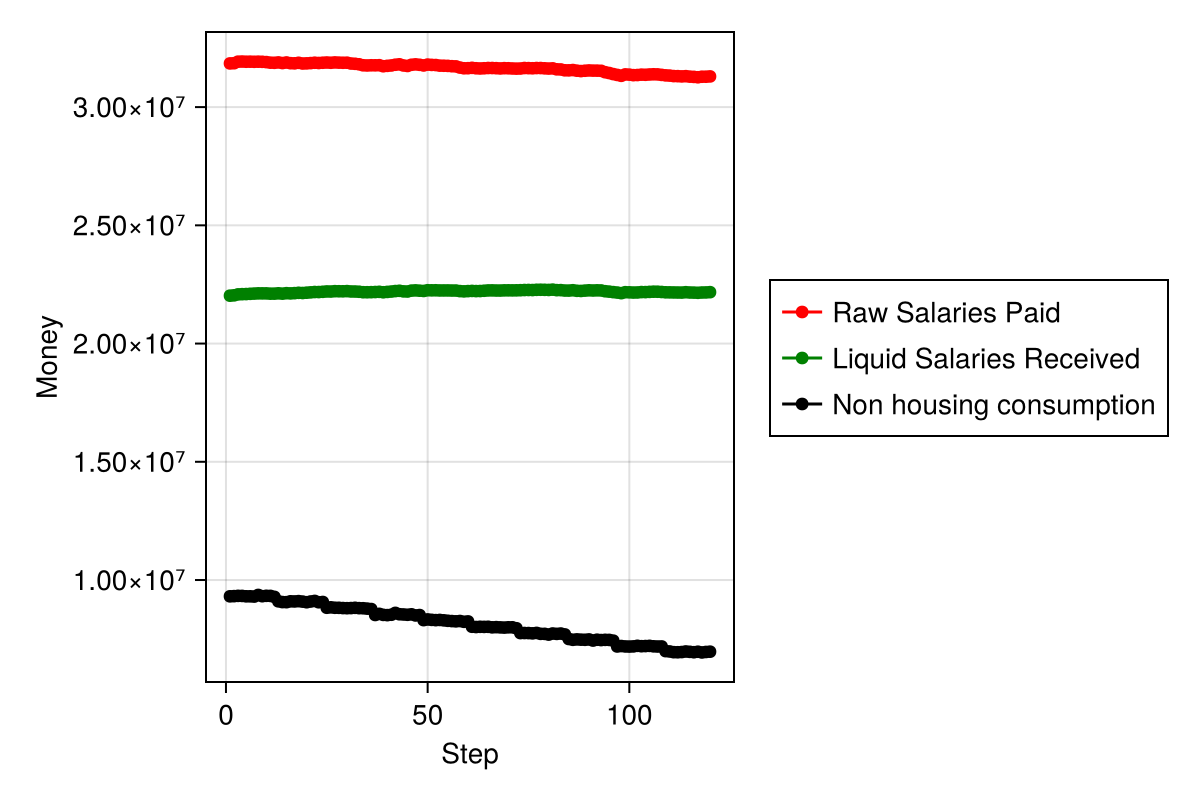 3.00×10⁷
2.50×10⁷
2.00×10⁷
1.50×10⁷
1.00×10⁷
Money
0 50 100
Step
Raw Salaries Paid
Liquid Salaries Received
Non housing consumption